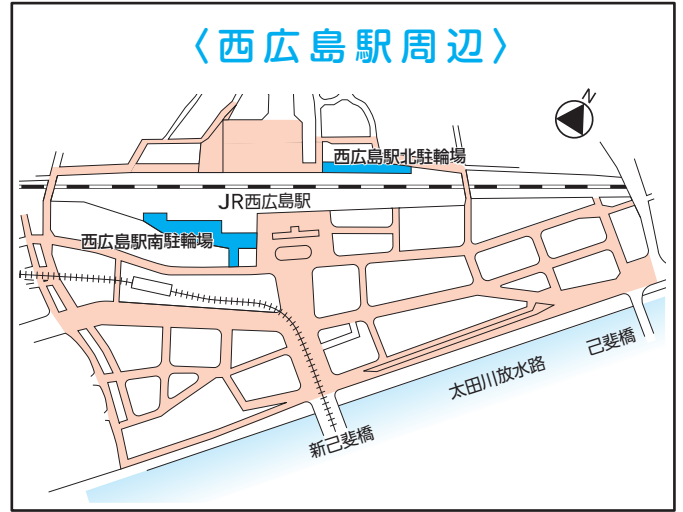 〈西広島駅周辺〉
N
西広島駅北駐輪場
JR西広島駅
西広島駅南駐輪場
己斐橋
太田川放水路
新己斐橋